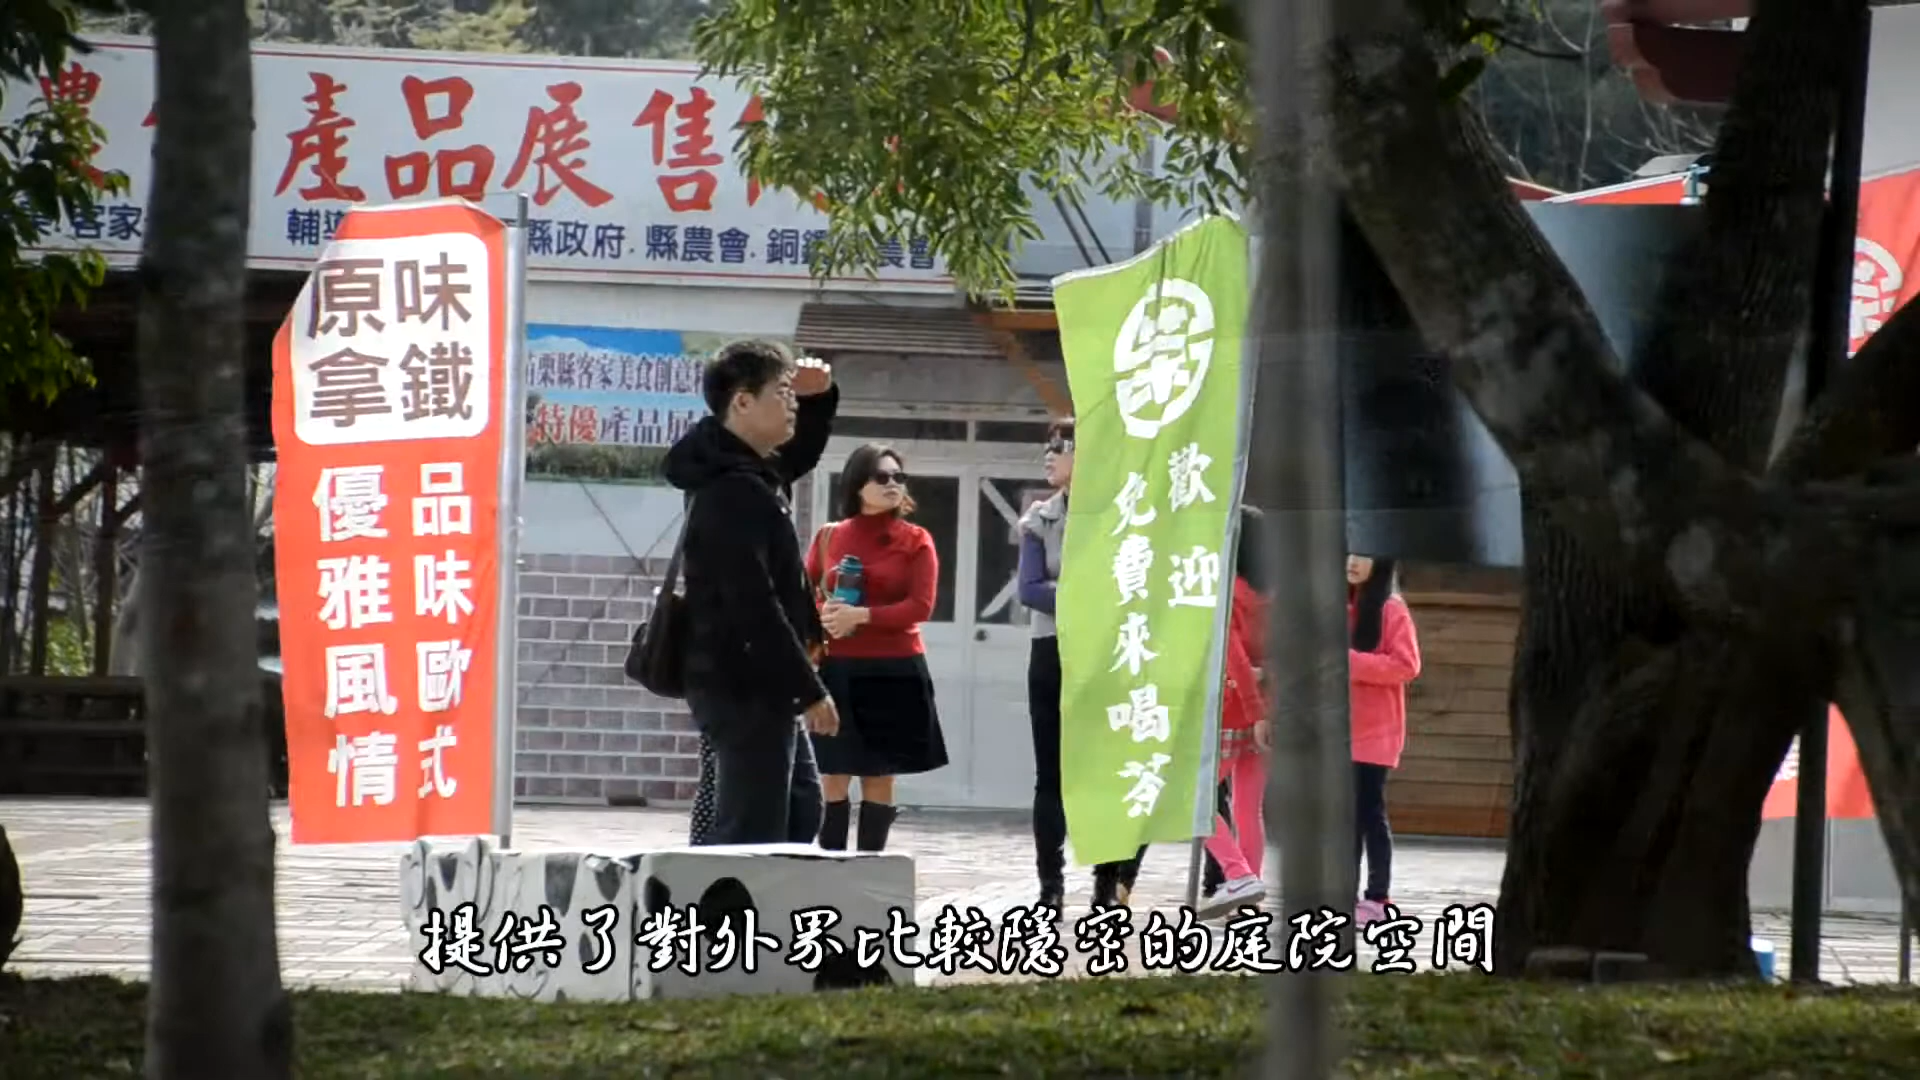 產品展售
客家
輔導
縣政府.縣農會.銅鑼
農會
原味
拿鐵
品味歐式
優雅風情
栗縣客家美食創意
特優產品展
歡迎
免費來喝茶
提供了對外界比較隱密的庭院空間